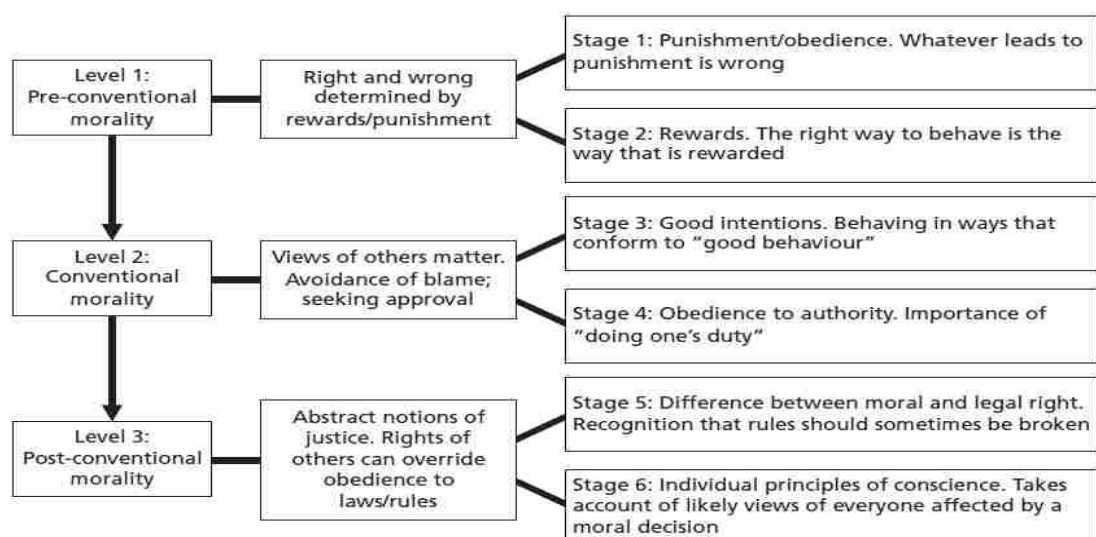 Level 1:
Pre-conventional
morality
Right and wrong
determined by
rewards/punishment
Stage 1: Punishment/obedience. Whatever leads to
punishment is wrong
Stage 2: Rewards. The right way to behave is the
way that is rewarded
Level 2:
Conventional
morality
Views of others matter.
Avoidance of blame;
seeking approval
Stage 3: Good intentions. Behaving in ways that
conform to “good behaviour”
Stage 4: Obedience to authority. Importance of
“doing one’s duty”
Level 3:
Post-conventional
morality
Abstract notions of
justice. Rights of
others can override
obedience to
laws/rules
Stage 5: Difference between moral and legal right.
Recognition that rules should sometimes be broken
Stage 6: Individual principles of conscience. Takes
account of likely views of everyone affected by a
moral decision